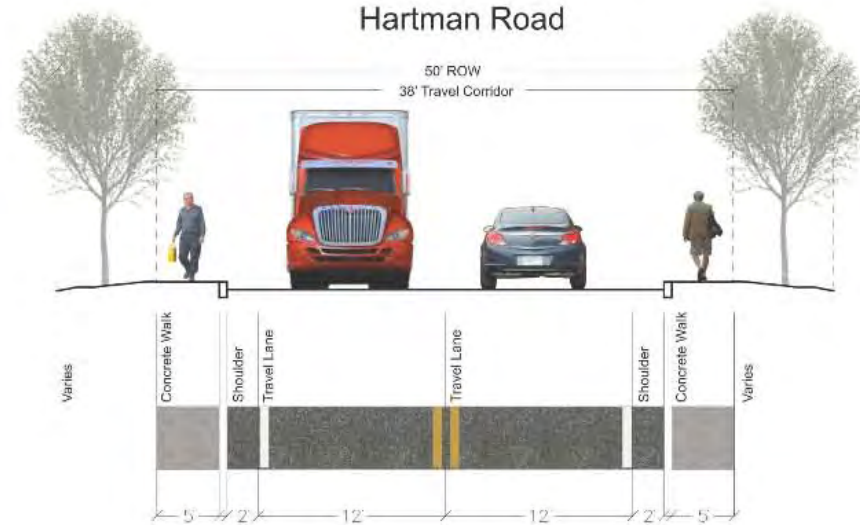 Hartman Road
50' ROW
38' Travel Corridor
Varies
Concrete Walk
Shoulder
Travel Lane
Travel Lane
Shoulder
Concrete Walk
Varies
5' 2' 12' 12' 2' 5'